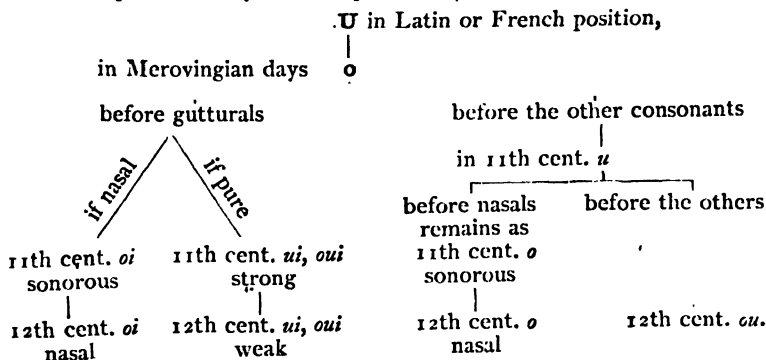 U in Latin or French position,
in Merovingian days o
before gutturals
before the other consonants
if nasal
if pure
in 11th cent. u
before nasals
remains as
11th cent. o
sonorous
before the others
11th cent. oi
sonorous
11th cent. ui, oui
strong
12th cent. oi
nasal
12th cent. ui, oui
weak
12th cent. o
nasal
12th cent. ou.